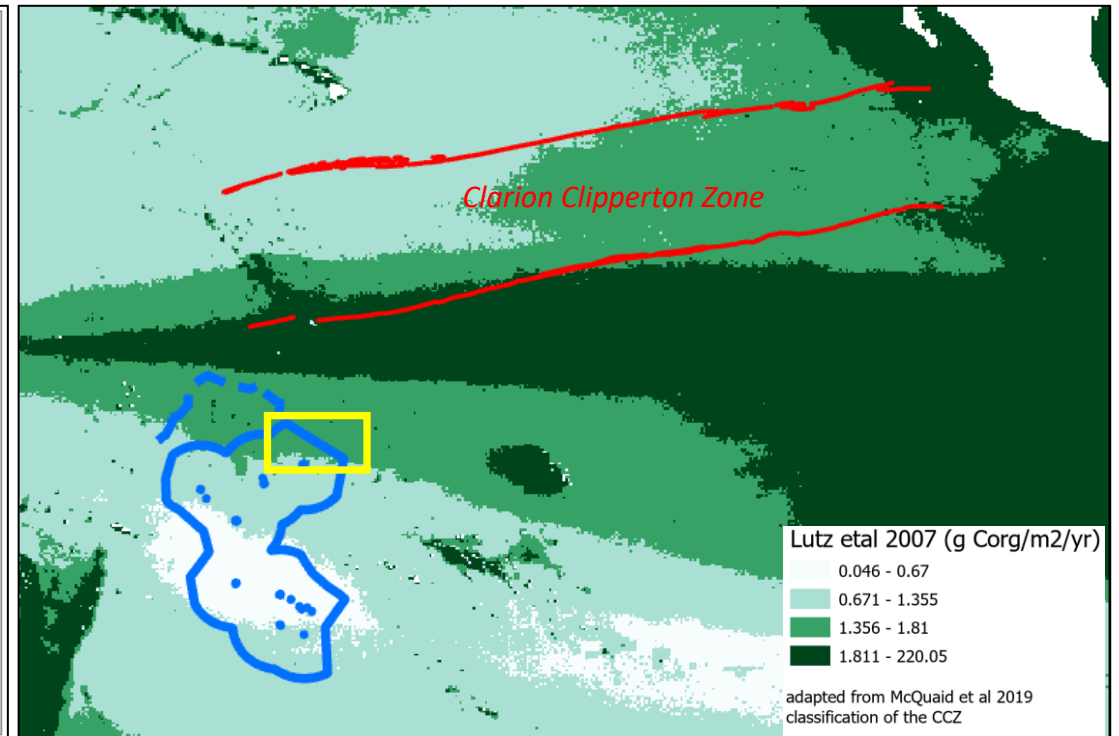 Clarion Clipperton Zone
Lutz etal 2007 (g Corg/m2/yr)
0.046 - 0.67
0.671 - 1.355
1.356 - 1.81
1.811 - 220.05
adapted from McQuaid et al 2019
classification of the CCZ